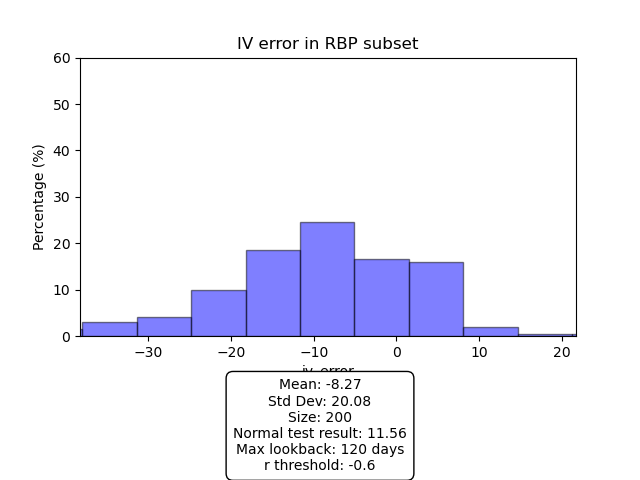 IV error in RBP subset
Percentage (%)
60
50
40
30
20
10
0
−30
−20
−10
0
10
20
Mean: -8.27
Std Dev: 20.08
Size: 200
Normal test result: 11.56
Max lookback: 120 days
r threshold: -0.6